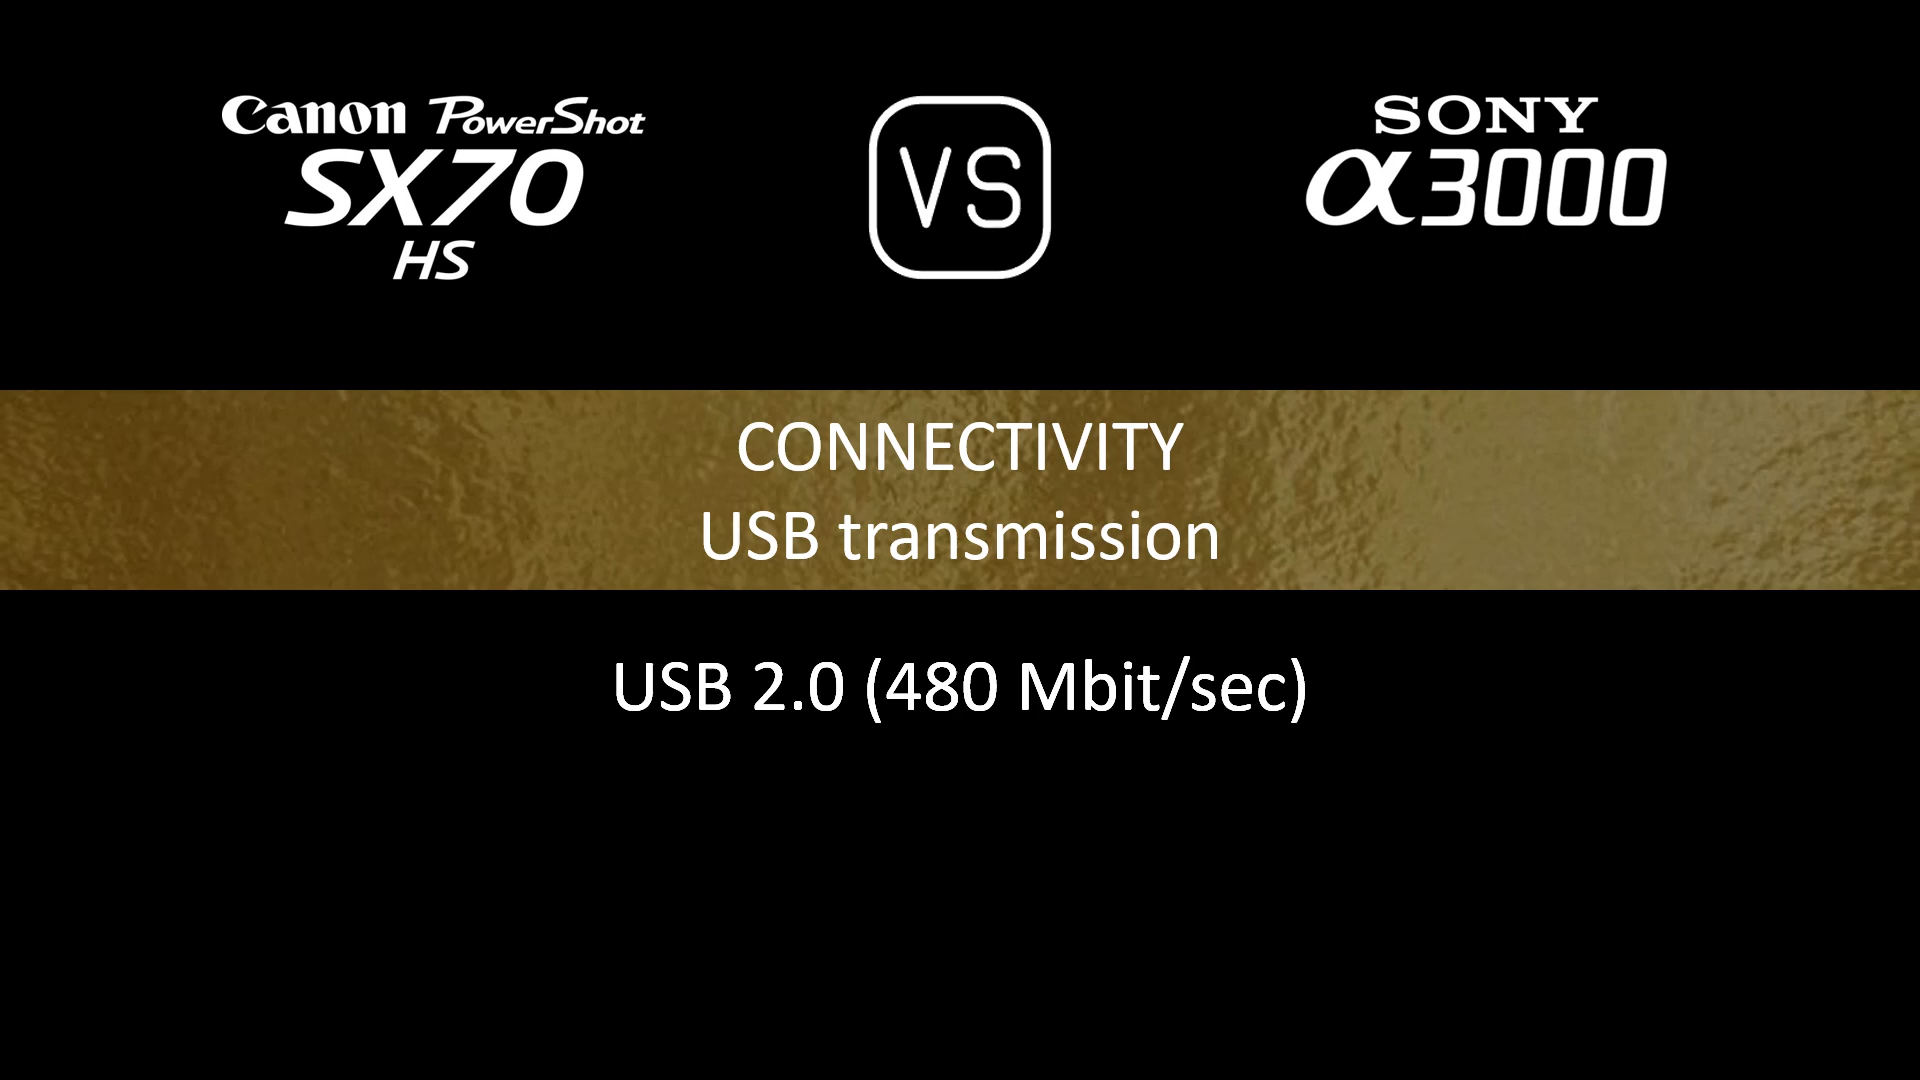 Canon PowerShot
SX70
HS
VS
SONY
α3000
CONNECTIVITY
USB transmission
USB 2.0 (480 Mbit/sec)